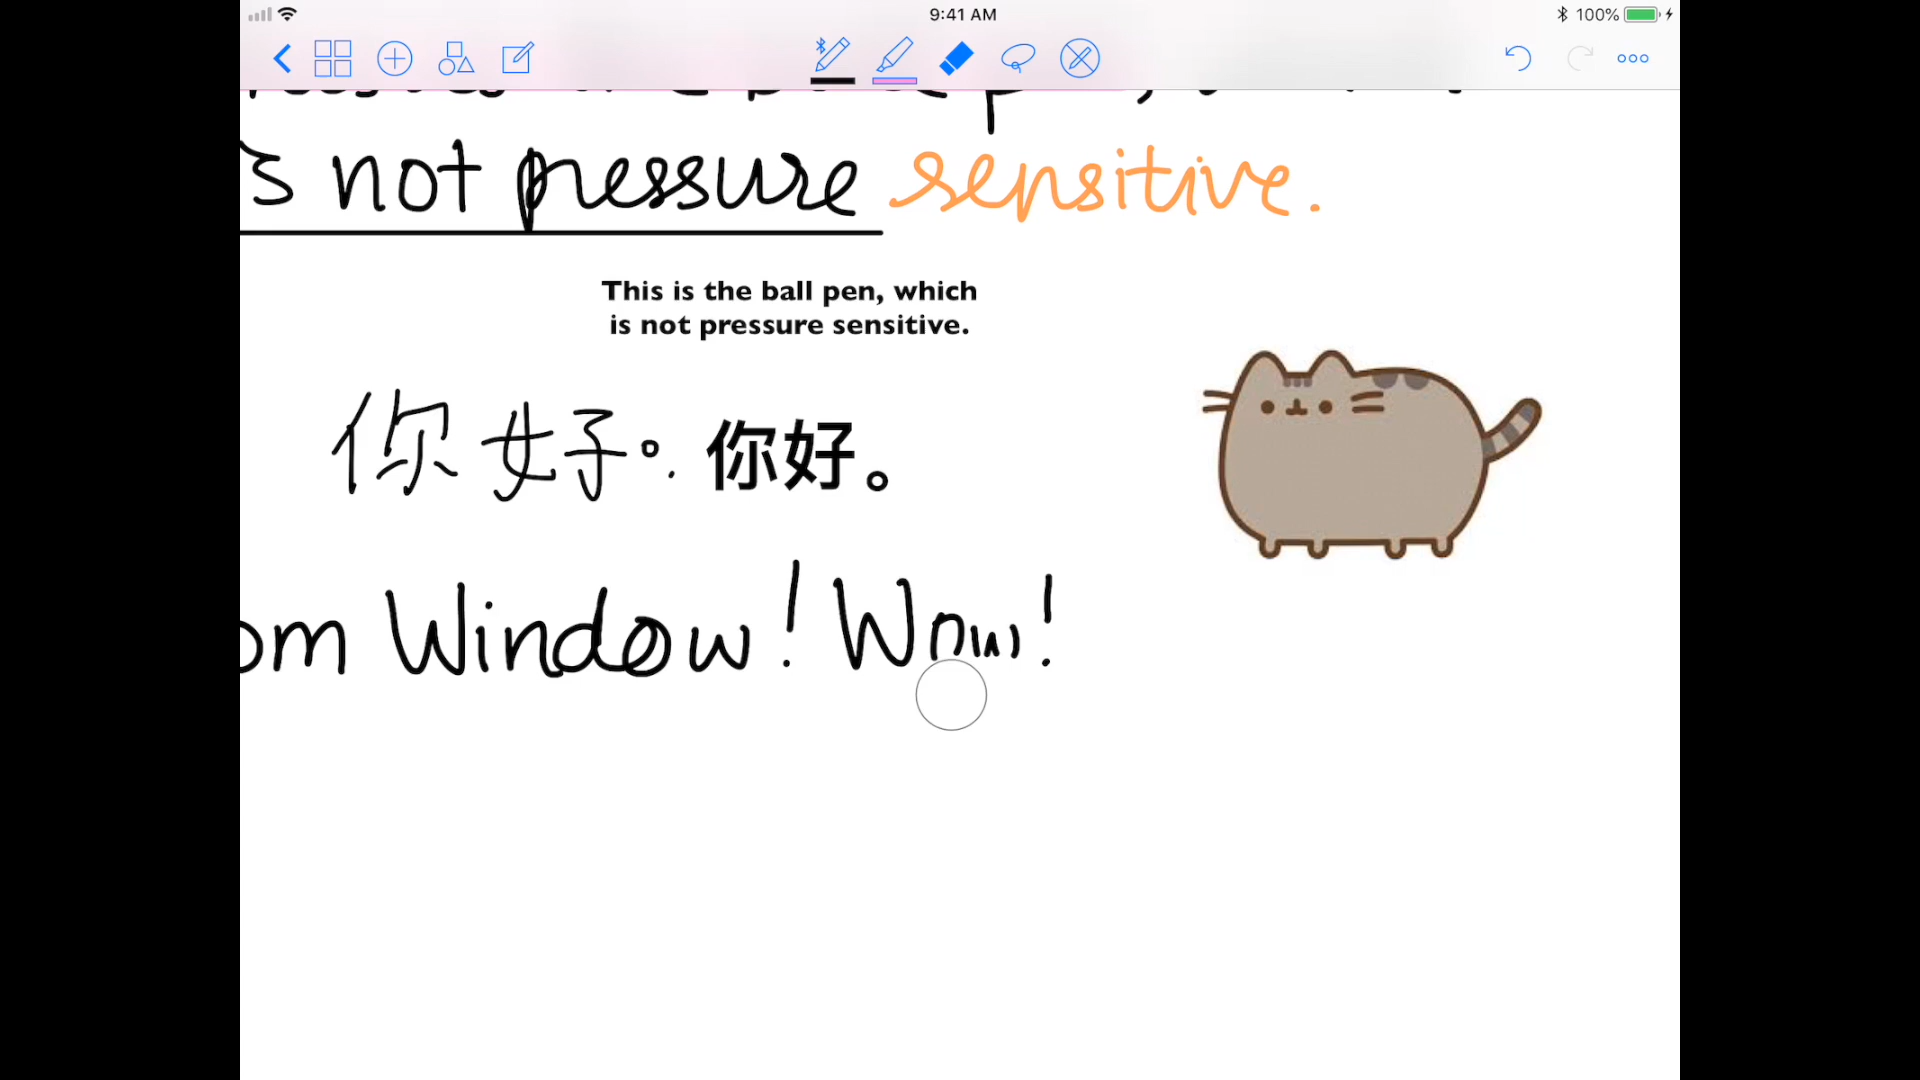 9:41 AM
100%
is not pressure sensitive.
This is the ball pen, which
is not pressure sensitive.
你好。. 你好。
om Window! Wow!